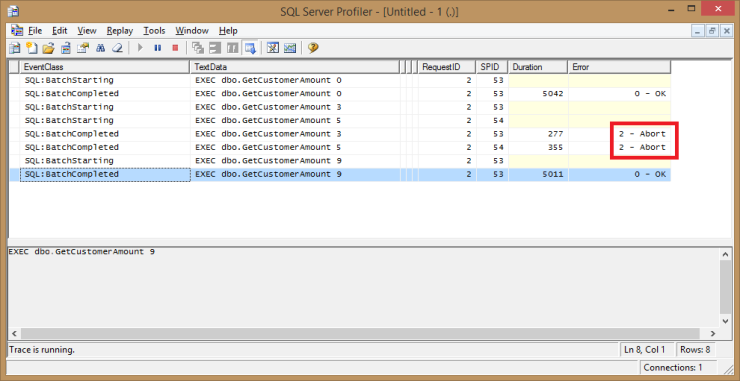 SQL Server Profiler - [Untitled - 1 (.)]
File Edit View Replay Tools Window Help
EventClass TextData RequestID SPID Duration Error
SQL:BatchStarting EXEC dbo.GetCustomerAmount 0 2 53
SQL:BatchCompleted EXEC dbo.GetCustomerAmount 0 2 53 5042 0 - OK
SQL:BatchStarting EXEC dbo.GetCustomerAmount 3 2 53
SQL:BatchStarting EXEC dbo.GetCustomerAmount 5 2 54
SQL:BatchCompleted EXEC dbo.GetCustomerAmount 3 2 53 277 2 - Abort
SQL:BatchCompleted EXEC dbo.GetCustomerAmount 5 2 54 355 2 - Abort
SQL:BatchStarting EXEC dbo.GetCustomerAmount 9 2 53
SQL:BatchCompleted EXEC dbo.GetCustomerAmount 9 2 53 5011 0 - OK
EXEC dbo.GetCustomerAmount 9
Trace is running. Ln 8, Col 1 Rows: 8
Connections: 1